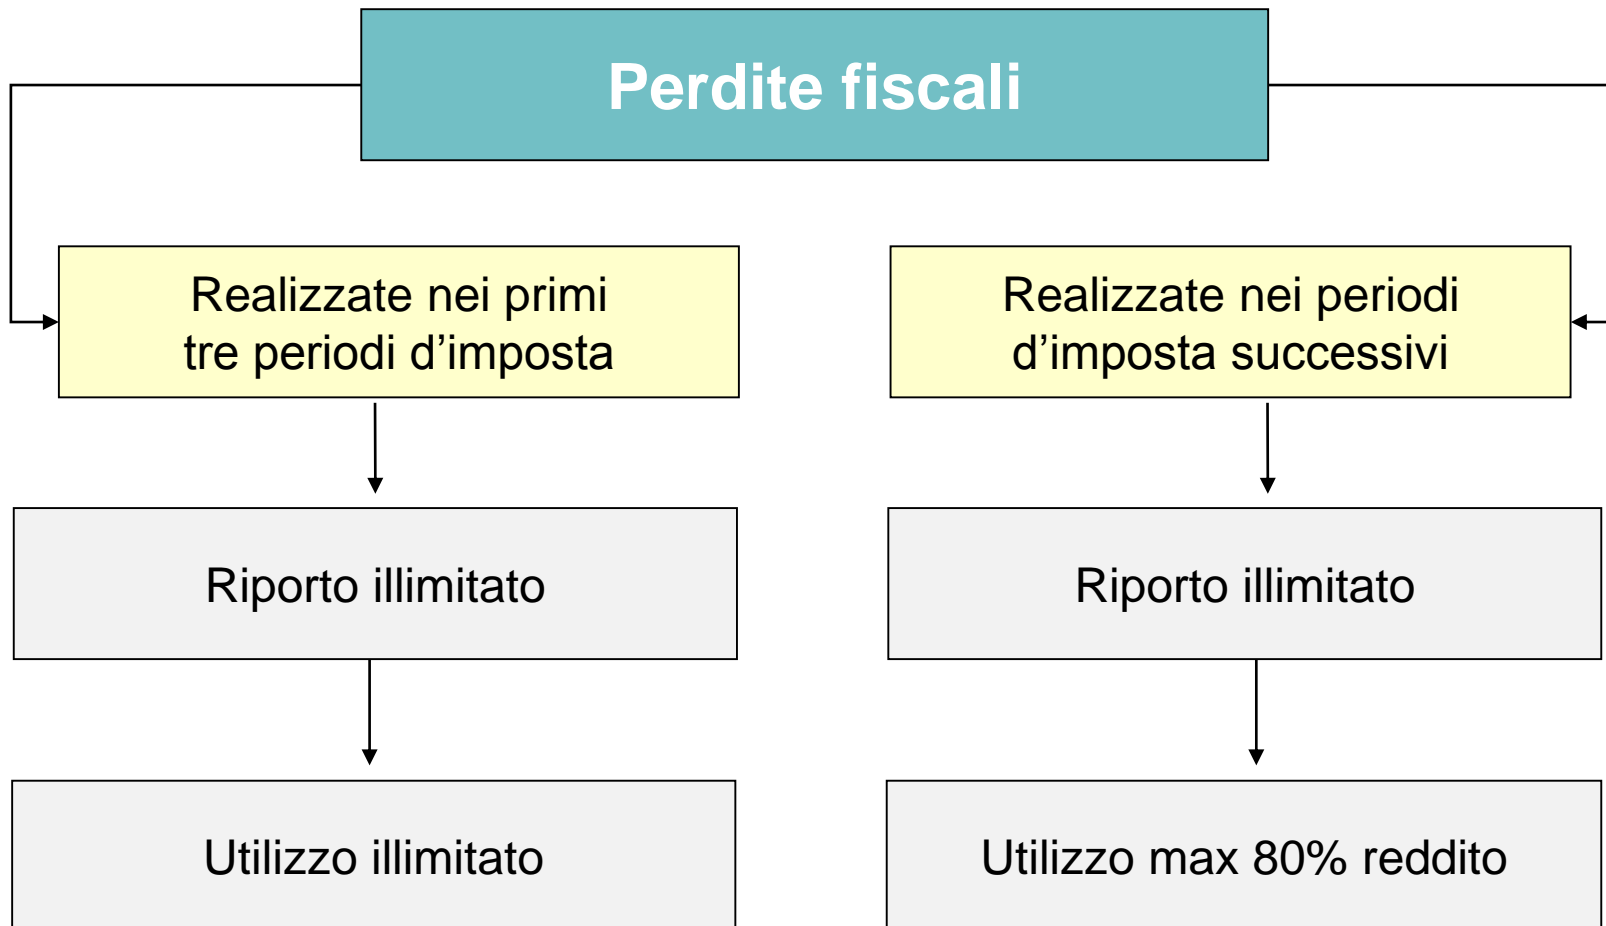 Perdite fiscali
Realizzate nei primi
tre periodi d’imposta
Realizzate nei periodi
d’imposta successivi
Riporto illimitato
Riporto illimitato
Utilizzo illimitato
Utilizzo max 80% reddito